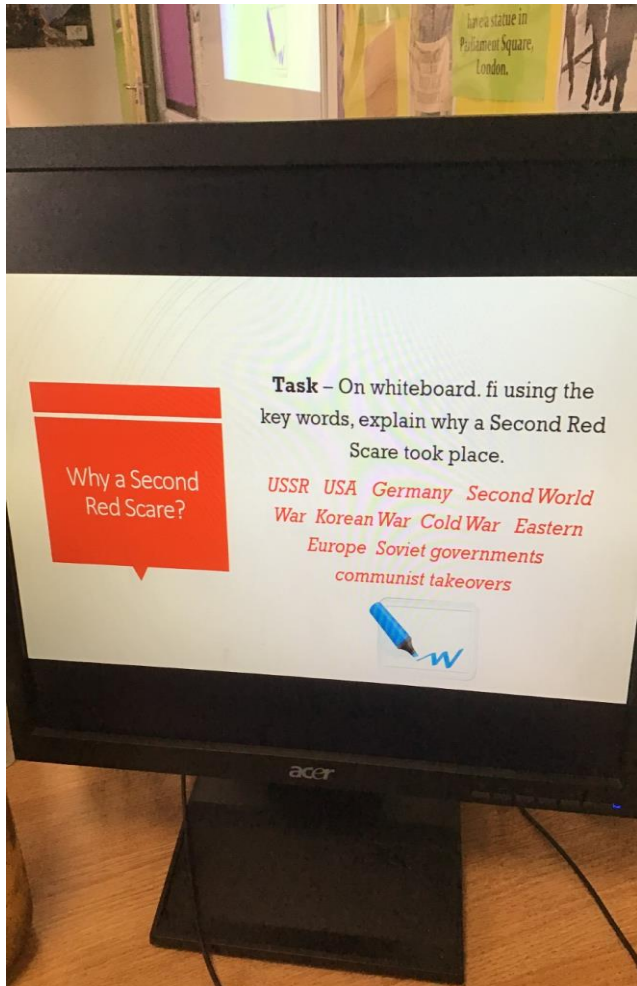 have a statue in
Parliament Square,
London.
Task – On whiteboard. fi using the
key words, explain why a Second Red
Scare took place.
Why a Second
Red Scare?
USSR USA Germany Second World
War Korean War Cold War Eastern
Europe Soviet governments
communist takeovers
acer